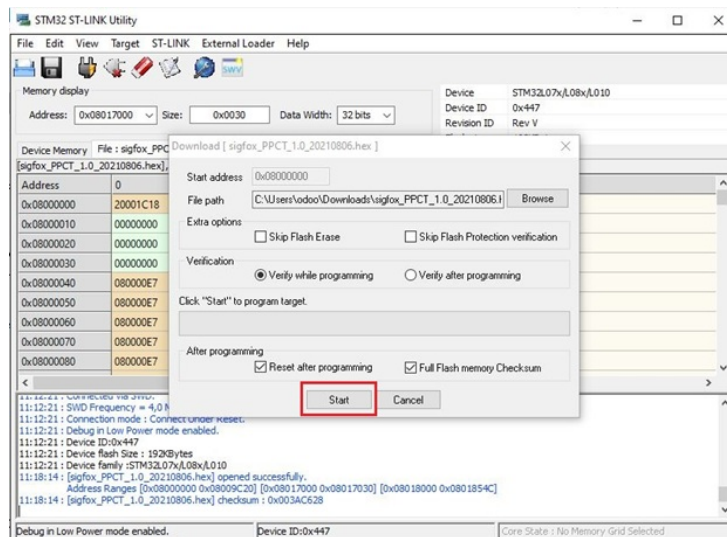 STM32 ST-LINK Utility
File Edit View Target ST-LINK External Loader Help
Memory display
Address: 0x08017000 Size: 0x0030 Data Width: 32 bits
Device STM32L07x/L08x/L010
Device ID 0x447
Revision ID Rev V
Device Memory File : sigfox_PPC
Download [ sigfox_PPCT_1.0_20210806.hex ]
[sigfox_PPCT_1.0_20210806.hex],
Start address 0x08000000
File path C:\Users\odoo\Downloads\sigfox_PPCT_1.0_20210806.h Browse
Extra options
Skip Flash Erase Skip Flash Protection verification
Verification
Verify while programming Verify after programming
Click "Start" to program target.
After programming
Reset after programming Full Flash memory Checksum
Start Cancel
Address 0
0x08000000 20001C18
0x08000010 00000000
0x08000020 00000000
0x08000030 00000000
0x08000040 080000E7
0x08000050 080000E7
0x08000060 080000E7
0x08000070 080000E7
0x08000080 080000E7
11:12:21 : Connected via SWD.
11:12:21 : SWD Frequency = 4,0 M
11:12:21 : Connection mode : Connect Under Reset.
11:12:21 : Debug in Low Power mode enabled.
11:12:21 : Device ID:0x447
11:12:21 : Device flash Size : 192KBytes
11:12:21 : Device family :STM32L07x/L08x/L010
11:18:14 : [sigfox_PPCT_1.0_20210806.hex] opened successfully.
Address Ranges [0x08000000 0x08009C20] [0x08017000 0x08017030] [0x08018000 0x0801854C]
11:18:14 : [sigfox_PPCT_1.0_20210806.hex] checksum : 0x003AC628
Debug in Low Power mode enabled. Device ID:0x447 Core State : No Memory Grid Selected